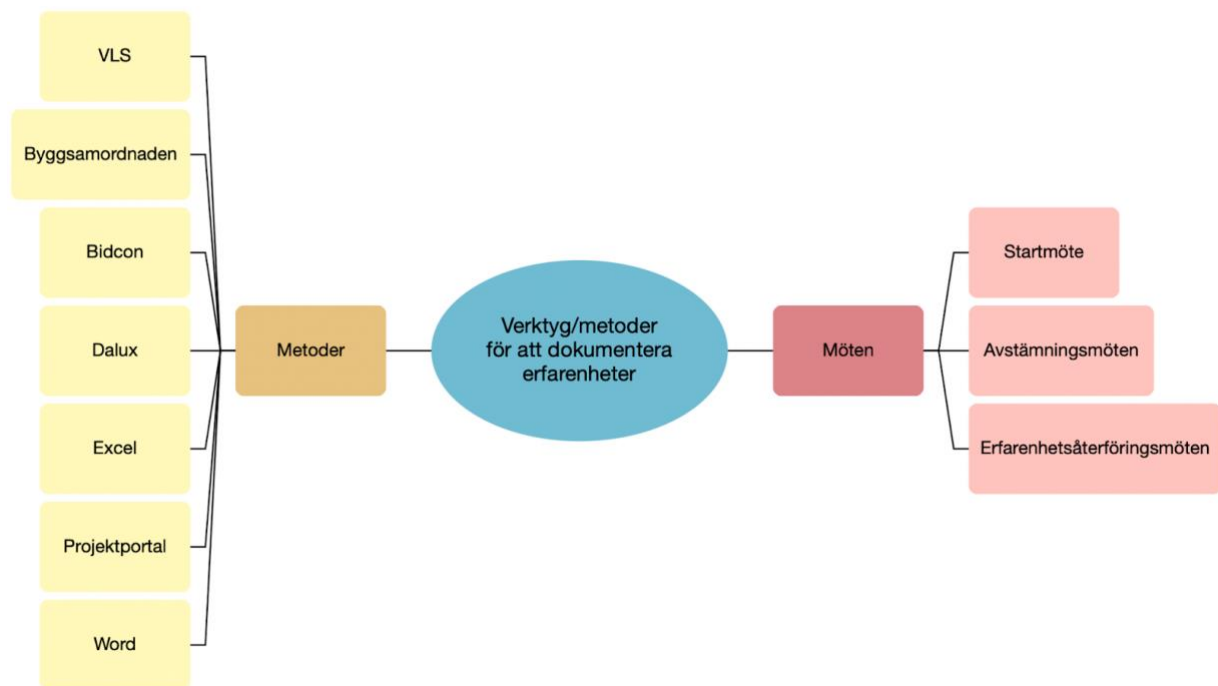 VLS
Byggsamordnaden
Bidcon
Dalux
Excel
Projektportal
Word
Metoder
Verktyg/metoder
för att dokumentera
erfarenheter
Möten
Startmöte
Avstämningsmöten
Erfarenhetsåterföringsmöten